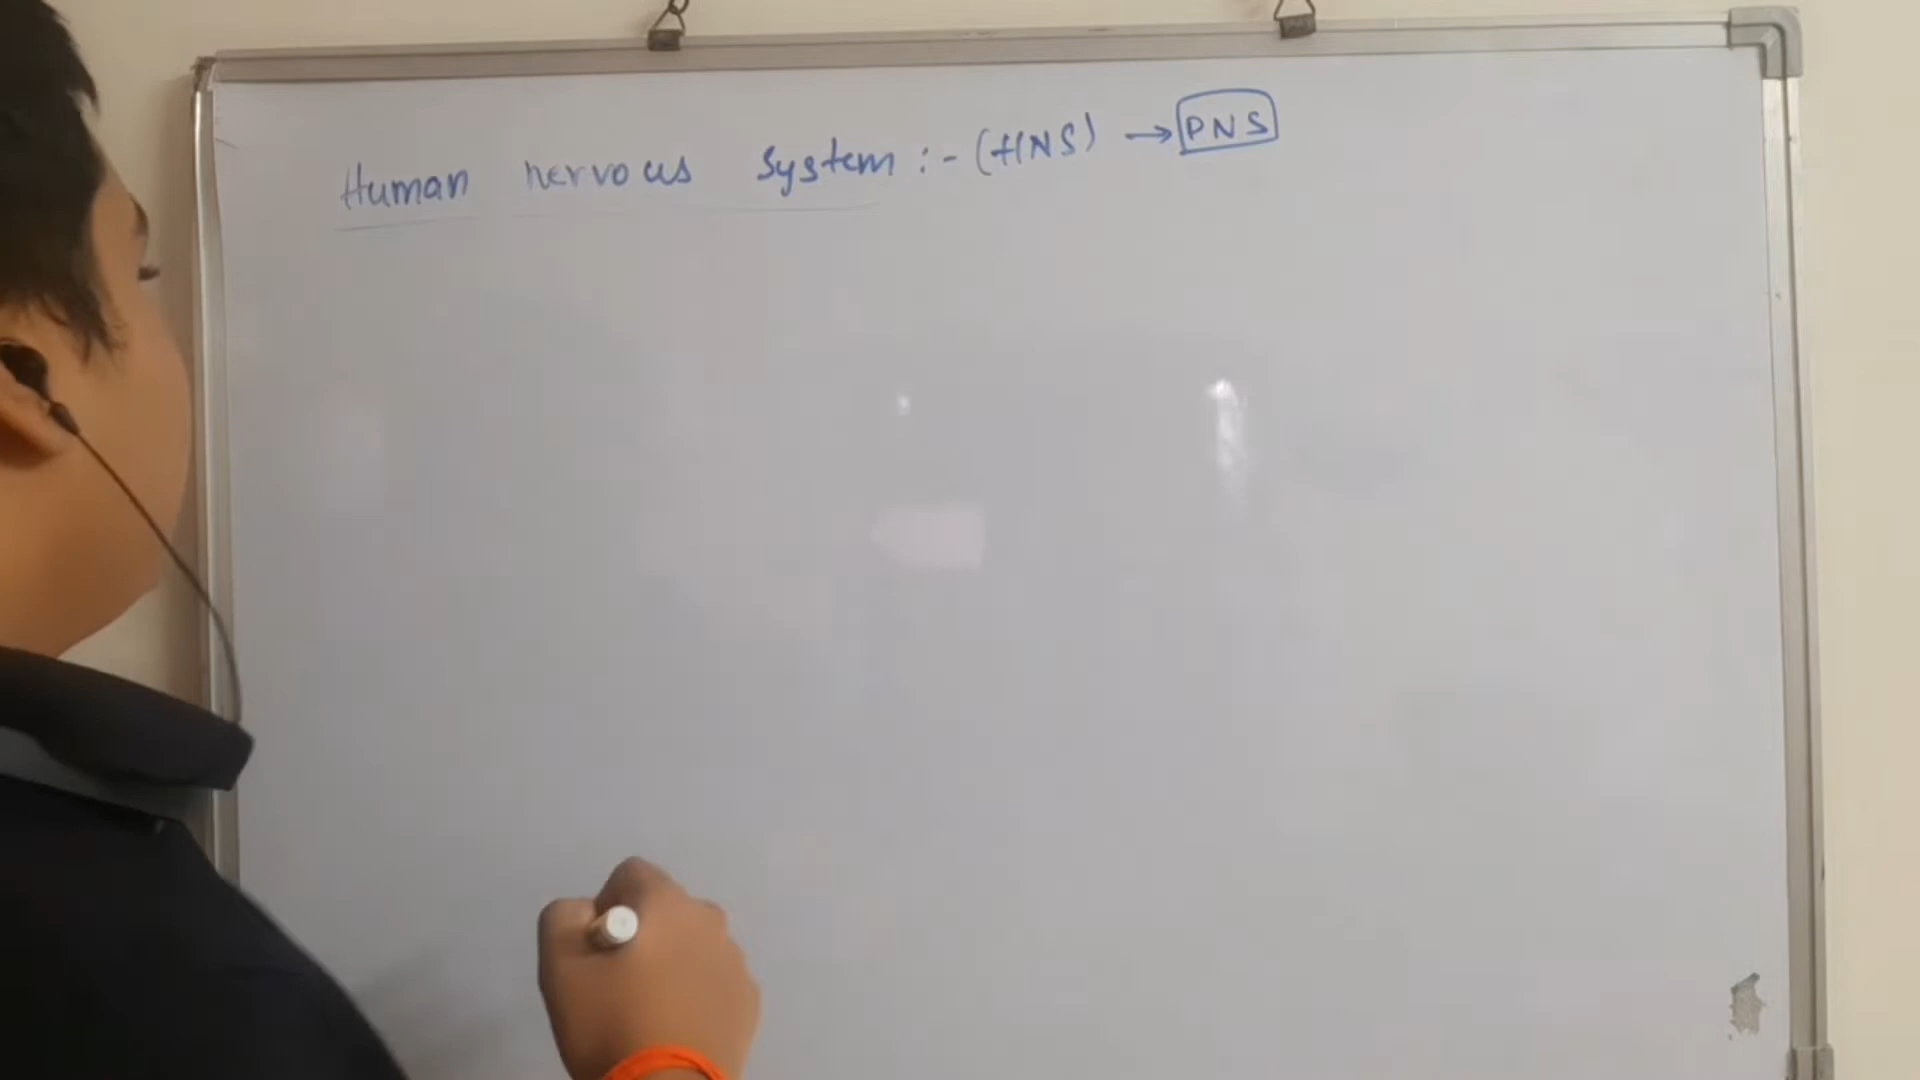 Human nervous system :- (HNS) → PNS